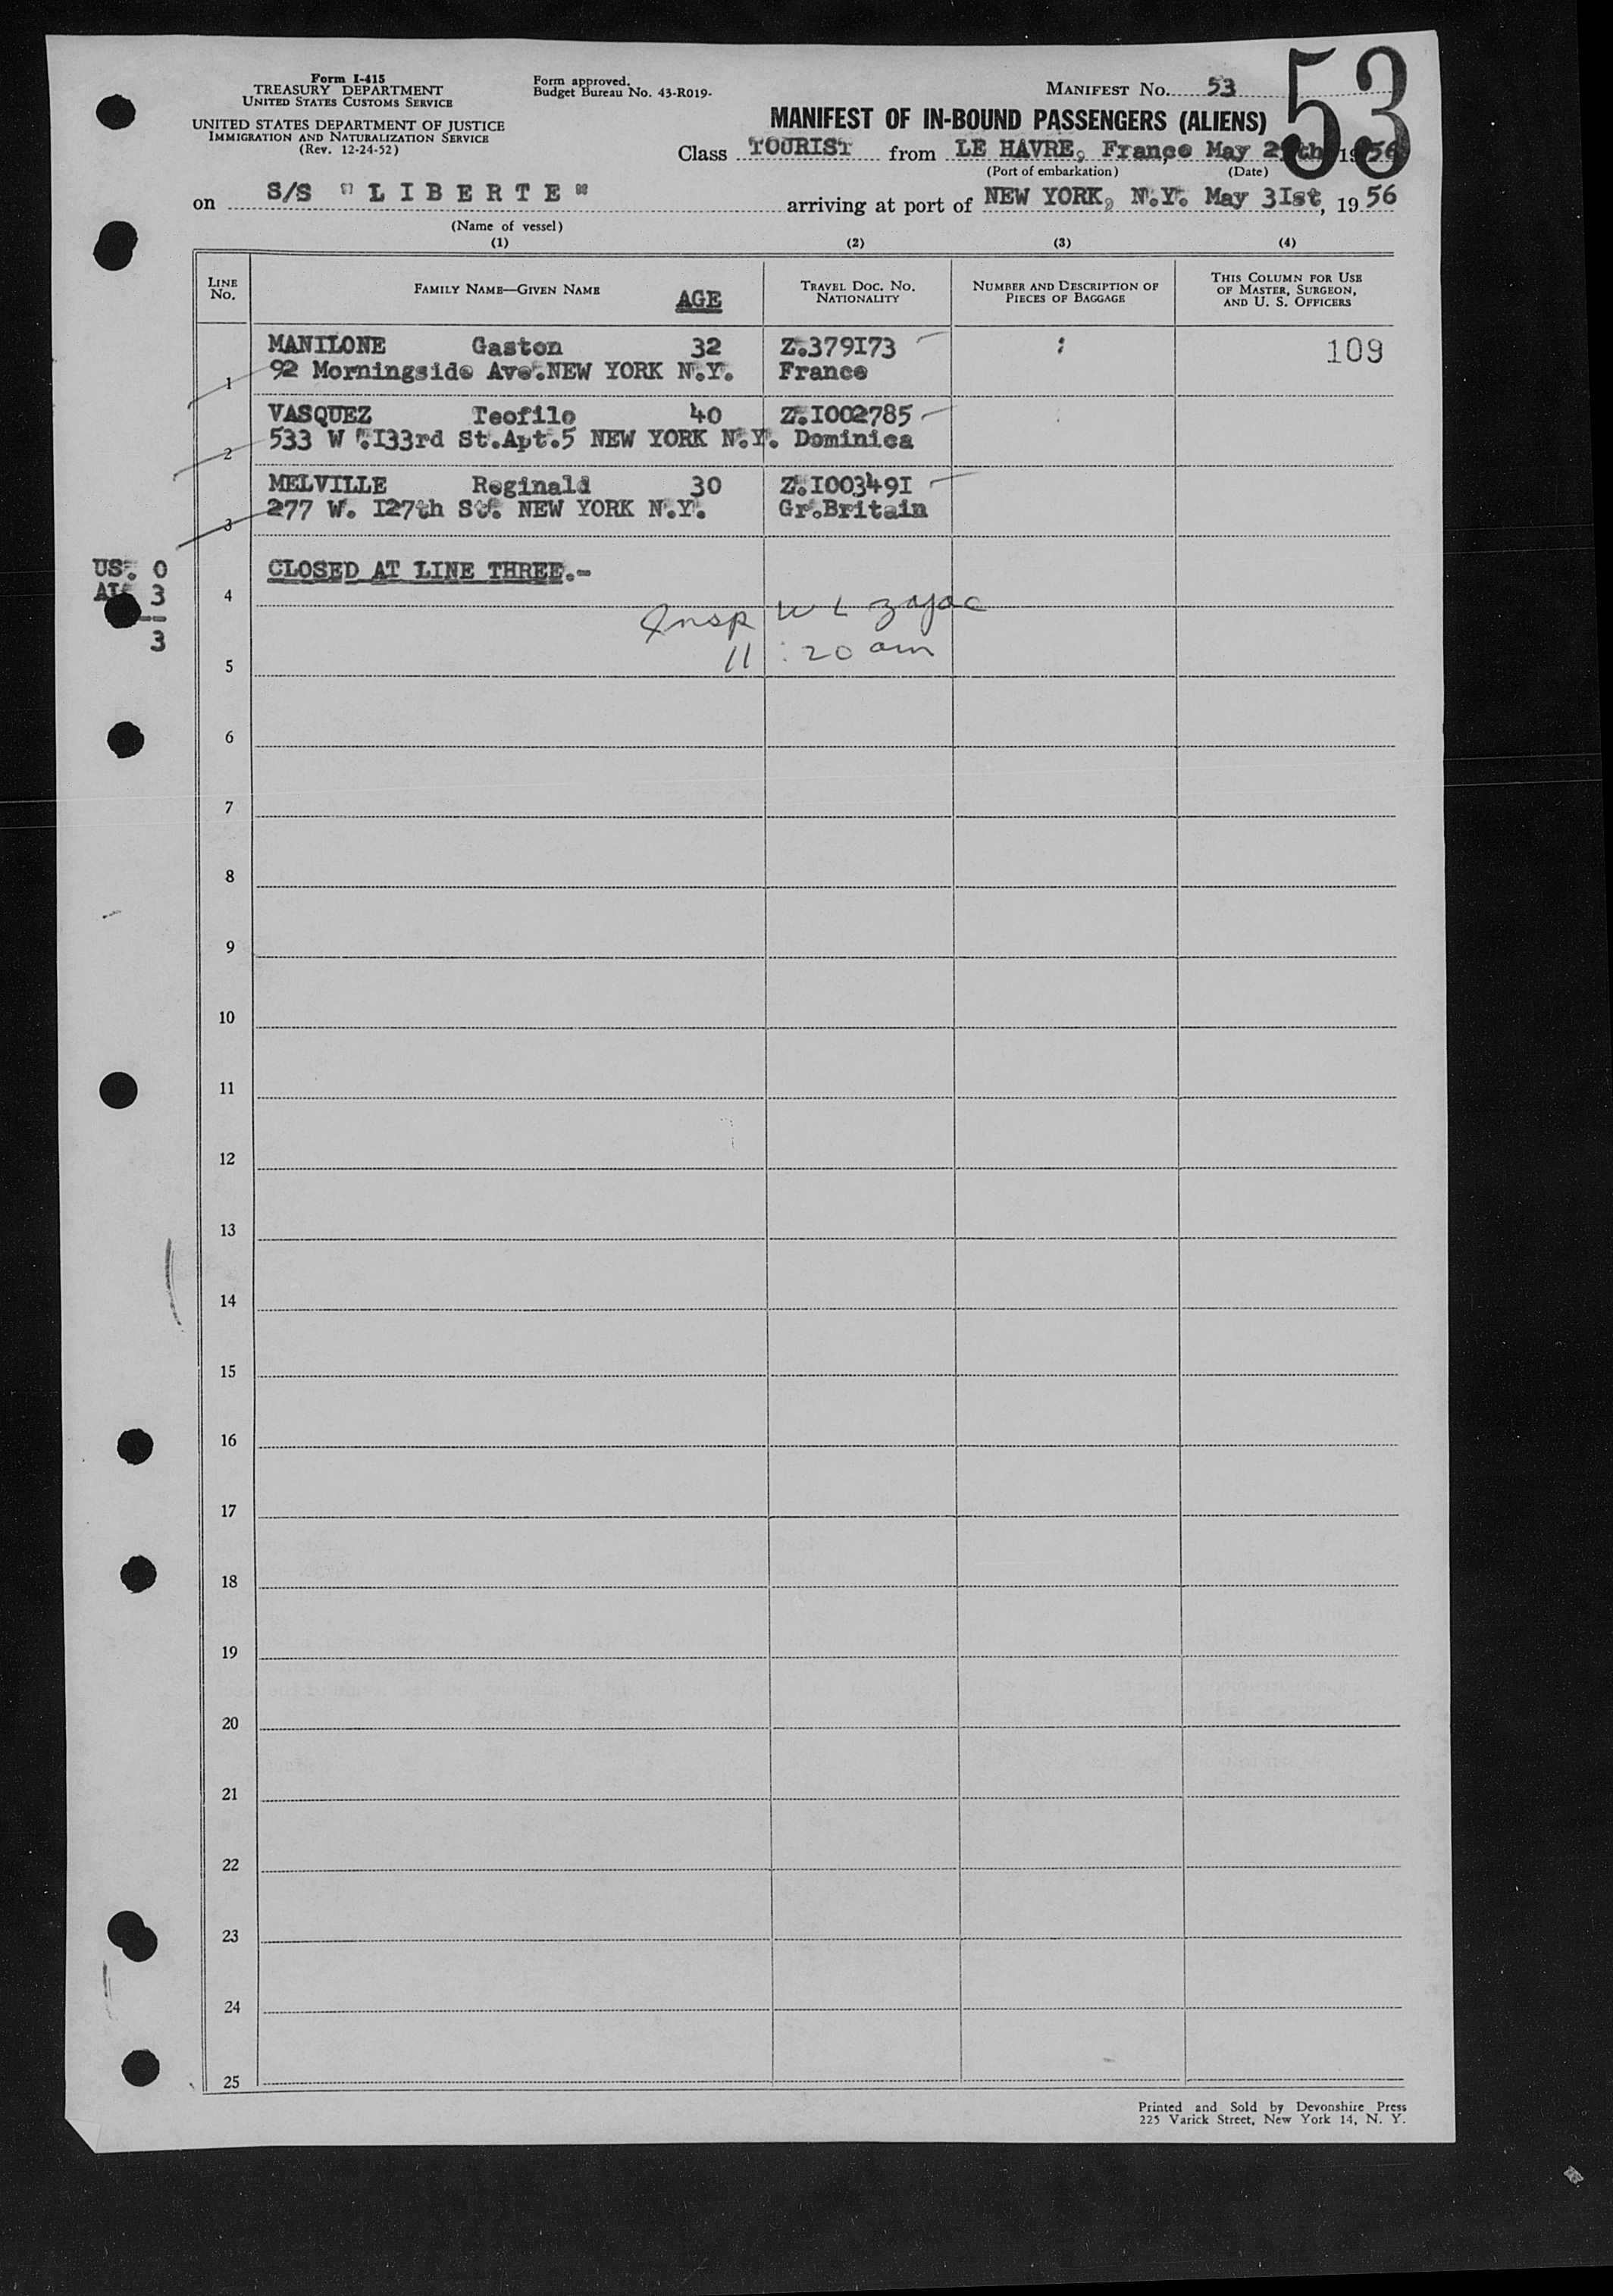 53
Form I-415
TREASURY DEPARTMENT
UNITED STATES CUSTOMS SERVICE
UNITED STATES DEPARTMENT OF JUSTICE
IMMIGRATION AND NATURALIZATION SERVICE
(Rev. 12-24-52)
Form approved.
Budget Bureau No. 43-R019-
MANIFEST No. 53
MANIFEST OF IN-BOUND PASSENGERS (ALIENS)
Class TOURIST from LE HAVRE, France May 1956
(Port of embarkation) (Date)
on S/S "LIBERTE" arriving at port of NEW YORK, N.Y. May 3Ist, 1956
(Name of vessel)
(1) (2) (3) (4)
LINE No. FAMILY NAME—GIVEN NAME AGE TRAVEL DOC. NO. NATIONALITY NUMBER AND DESCRIPTION OF PIECES OF BAGGAGE THIS COLUMN FOR USE OF MASTER, SURGEON, AND U. S. OFFICERS
MANILONE Gaston 32 Z.379I73 : 109
1 92 Morningside Ave.NEW YORK N.Y. France
VASQUEZ Teofilo 40 Z.I002785
2 533 W .I33rd St.Apt.5 NEW YORK N.Y. Dominica
MELVILLE Reginald 30 Z.I00349I
3 277 W. I27th St. NEW YORK N.Y. Gr.Britain
US. 0
AL. 3
--
3
CLOSED AT LINE THREE.-
4
Insp W L Zajac
5 11:20 am
6
7
8
9
10
11
12
13
14
15
16
17
18
19
20
21
22
23
24
25
Printed and Sold by Devonshire Press
225 Varick Street, New York 14, N. Y.